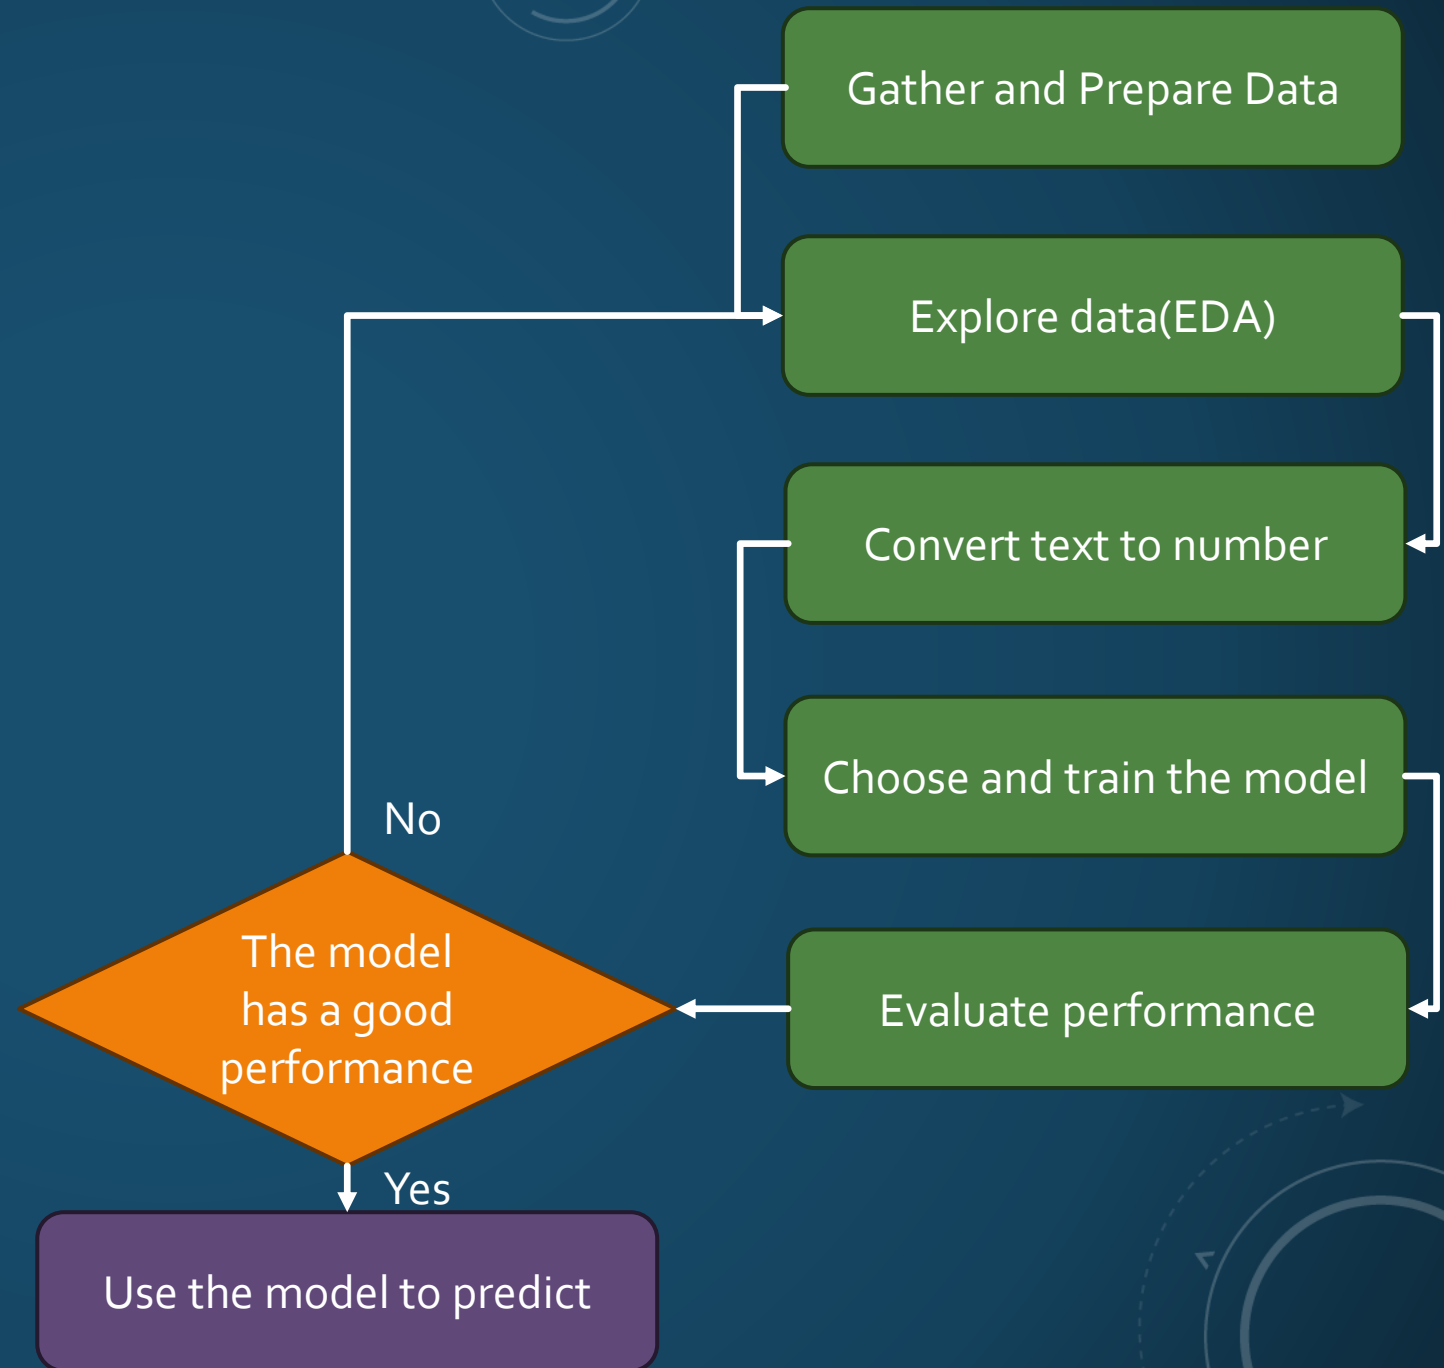 Gather and Prepare Data
Explore data(EDA)
Convert text to number
Choose and train the model
Evaluate performance
No
The model
has a good
performance
Yes
Use the model to predict